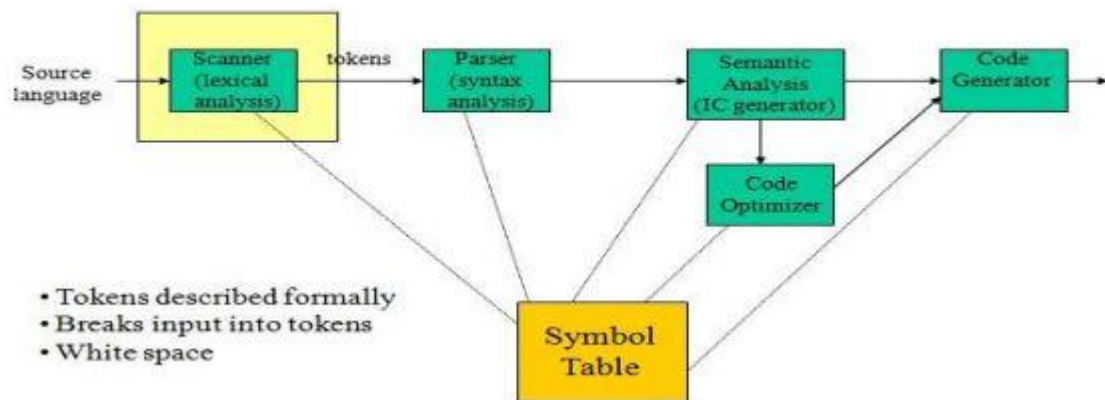 Source
language
Scanner
(lexical
analysis)
tokens
Parser
(syntax
analysis)
Semantic
Analysis
(IC generator)
Code
Generator
Code
Optimizer
• Tokens described formally
• Breaks input into tokens
• White space
Symbol
Table